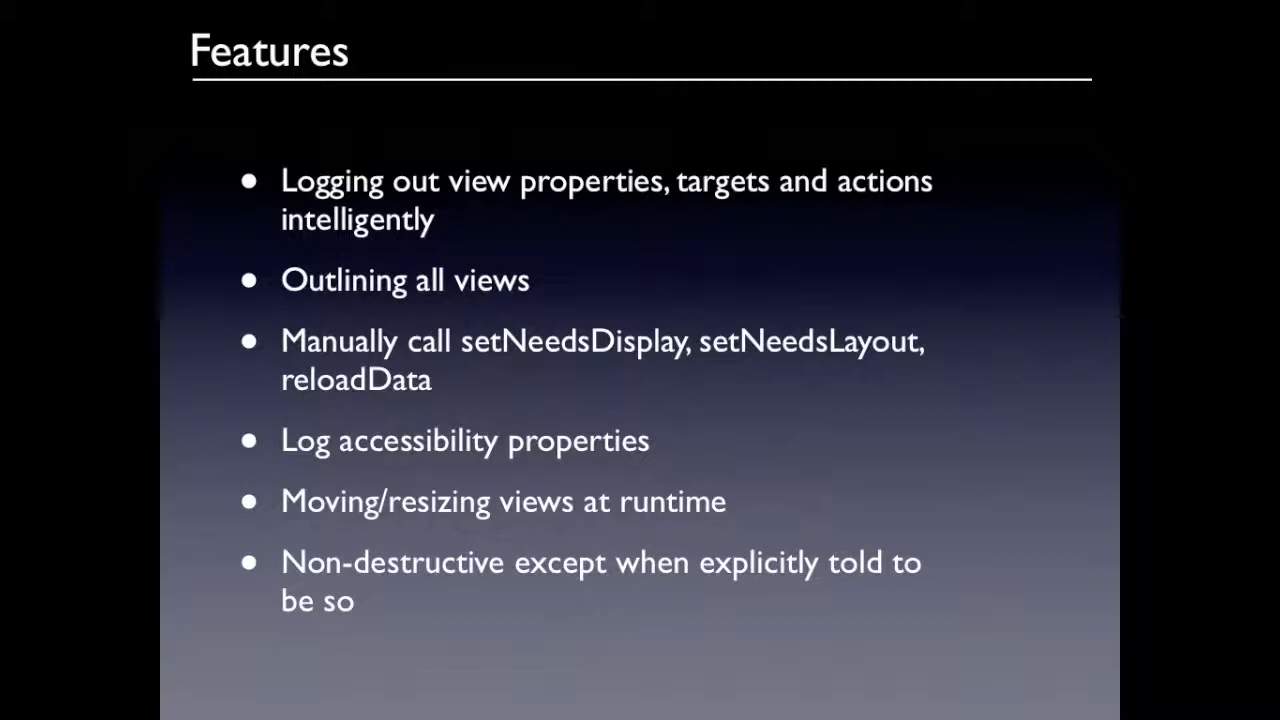 Features
• Logging out view properties, targets and actions
intelligently
• Outlining all views
• Manually call setNeedsDisplay, setNeedsLayout,
reloadData
• Log accessibility properties
• Moving/resizing views at runtime
• Non-destructive except when explicitly told to
be so